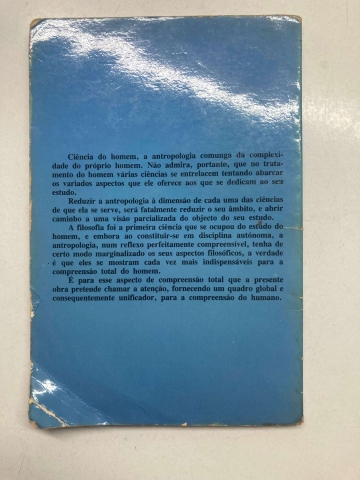 Ciência do homem, a antropologia comunga da complexi-
dade do próprio homem. Não admira, portanto, que no trata-
mento do homem várias ciências se entrelacem tentando abarcar
os variados aspectos que ele oferece aos que se dedicam ao seu
estudo.
Reduzir a antropologia à dimensão de cada uma das ciências
de que ela se serve, será fatalmente reduzir o seu âmbito, e abrir
caminho a uma visão parcializada do objecto do seu estudo.
A filosofia foi a primeira ciência que se ocupou do estudo do
homem, e embora ao constituir-se em disciplina autónoma, a
antropologia, num reflexo perfeitamente compreensível, tenha de
certo modo marginalizado os seus aspectos filosóficos, a verdade
é que eles se mostram cada vez mais indispensáveis para a
compreensão total do homem.
É para esse aspecto de compreensão total que a presente
obra pretende chamar a atenção, fornecendo um quadro global e
consequentemente unificador, para a compreensão do humano.